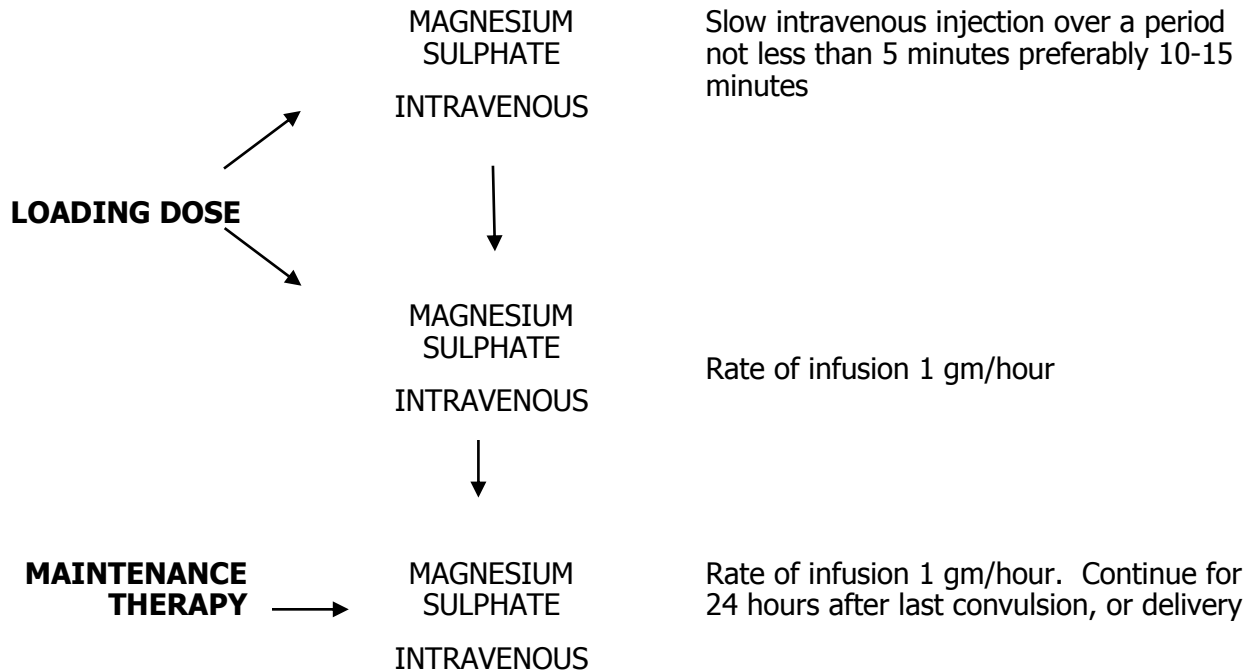 MAGNESIUM
SULPHATE
INTRAVENOUS
Slow intravenous injection over a period
not less than 5 minutes preferably 10-15
minutes
LOADING DOSE
MAGNESIUM
SULPHATE
INTRAVENOUS
Rate of infusion 1 gm/hour
MAINTENANCE
THERAPY
MAGNESIUM
SULPHATE
INTRAVENOUS
Rate of infusion 1 gm/hour.  Continue for
24 hours after last convulsion, or delivery